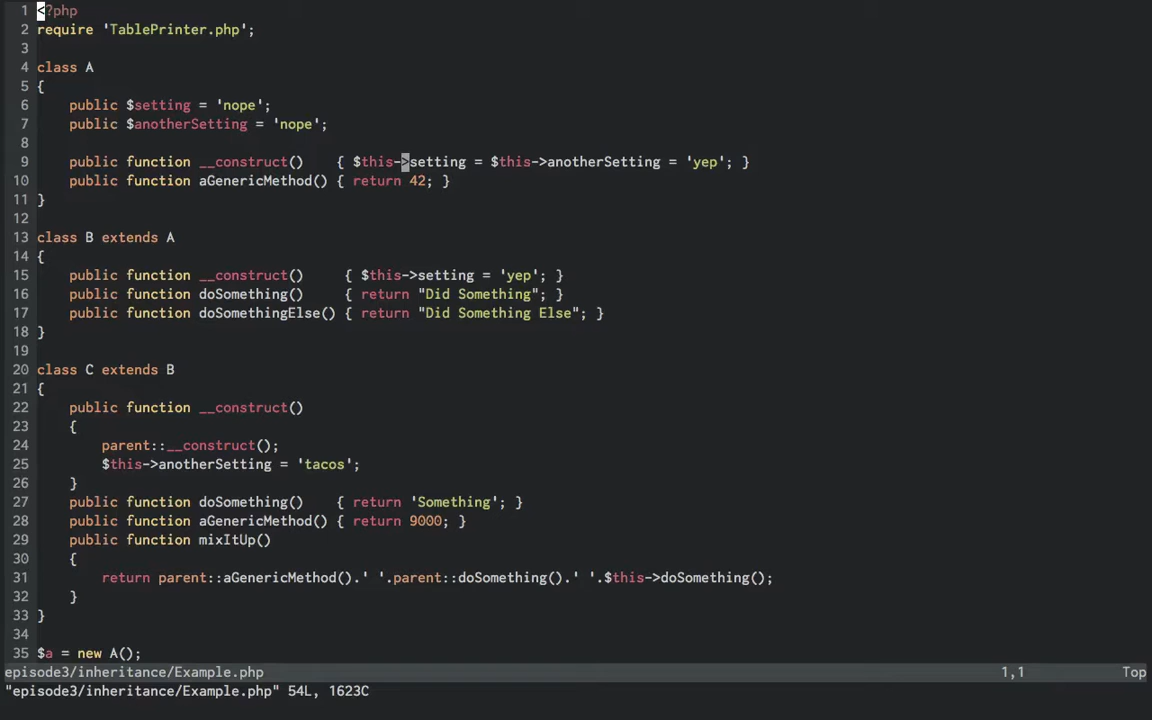 1 <?php
2 require 'TablePrinter.php';
3
4 class A
5 {
6     public $setting = 'nope';
7     public $anotherSetting = 'nope';
8
9     public function __construct()    { $this->setting = $this->anotherSetting = 'yep'; }
10     public function aGenericMethod() { return 42; }
11 }
12
13 class B extends A
14 {
15     public function __construct()     { $this->setting = 'yep'; }
16     public function doSomething()     { return "Did Something"; }
17     public function doSomethingElse() { return "Did Something Else"; }
18 }
19
20 class C extends B
21 {
22     public function __construct()
23     {
24         parent::__construct();
25         $this->anotherSetting = 'tacos';
26     }
27     public function doSomething()    { return 'Something'; }
28     public function aGenericMethod() { return 9000; }
29     public function mixItUp()
30     {
31         return parent::aGenericMethod().' '.parent::doSomething().' '.$this->doSomething();
32     }
33 }
34
35 $a = new A();
episode3/inheritance/Example.php 1,1 Top
"episode3/inheritance/Example.php" 54L, 1623C